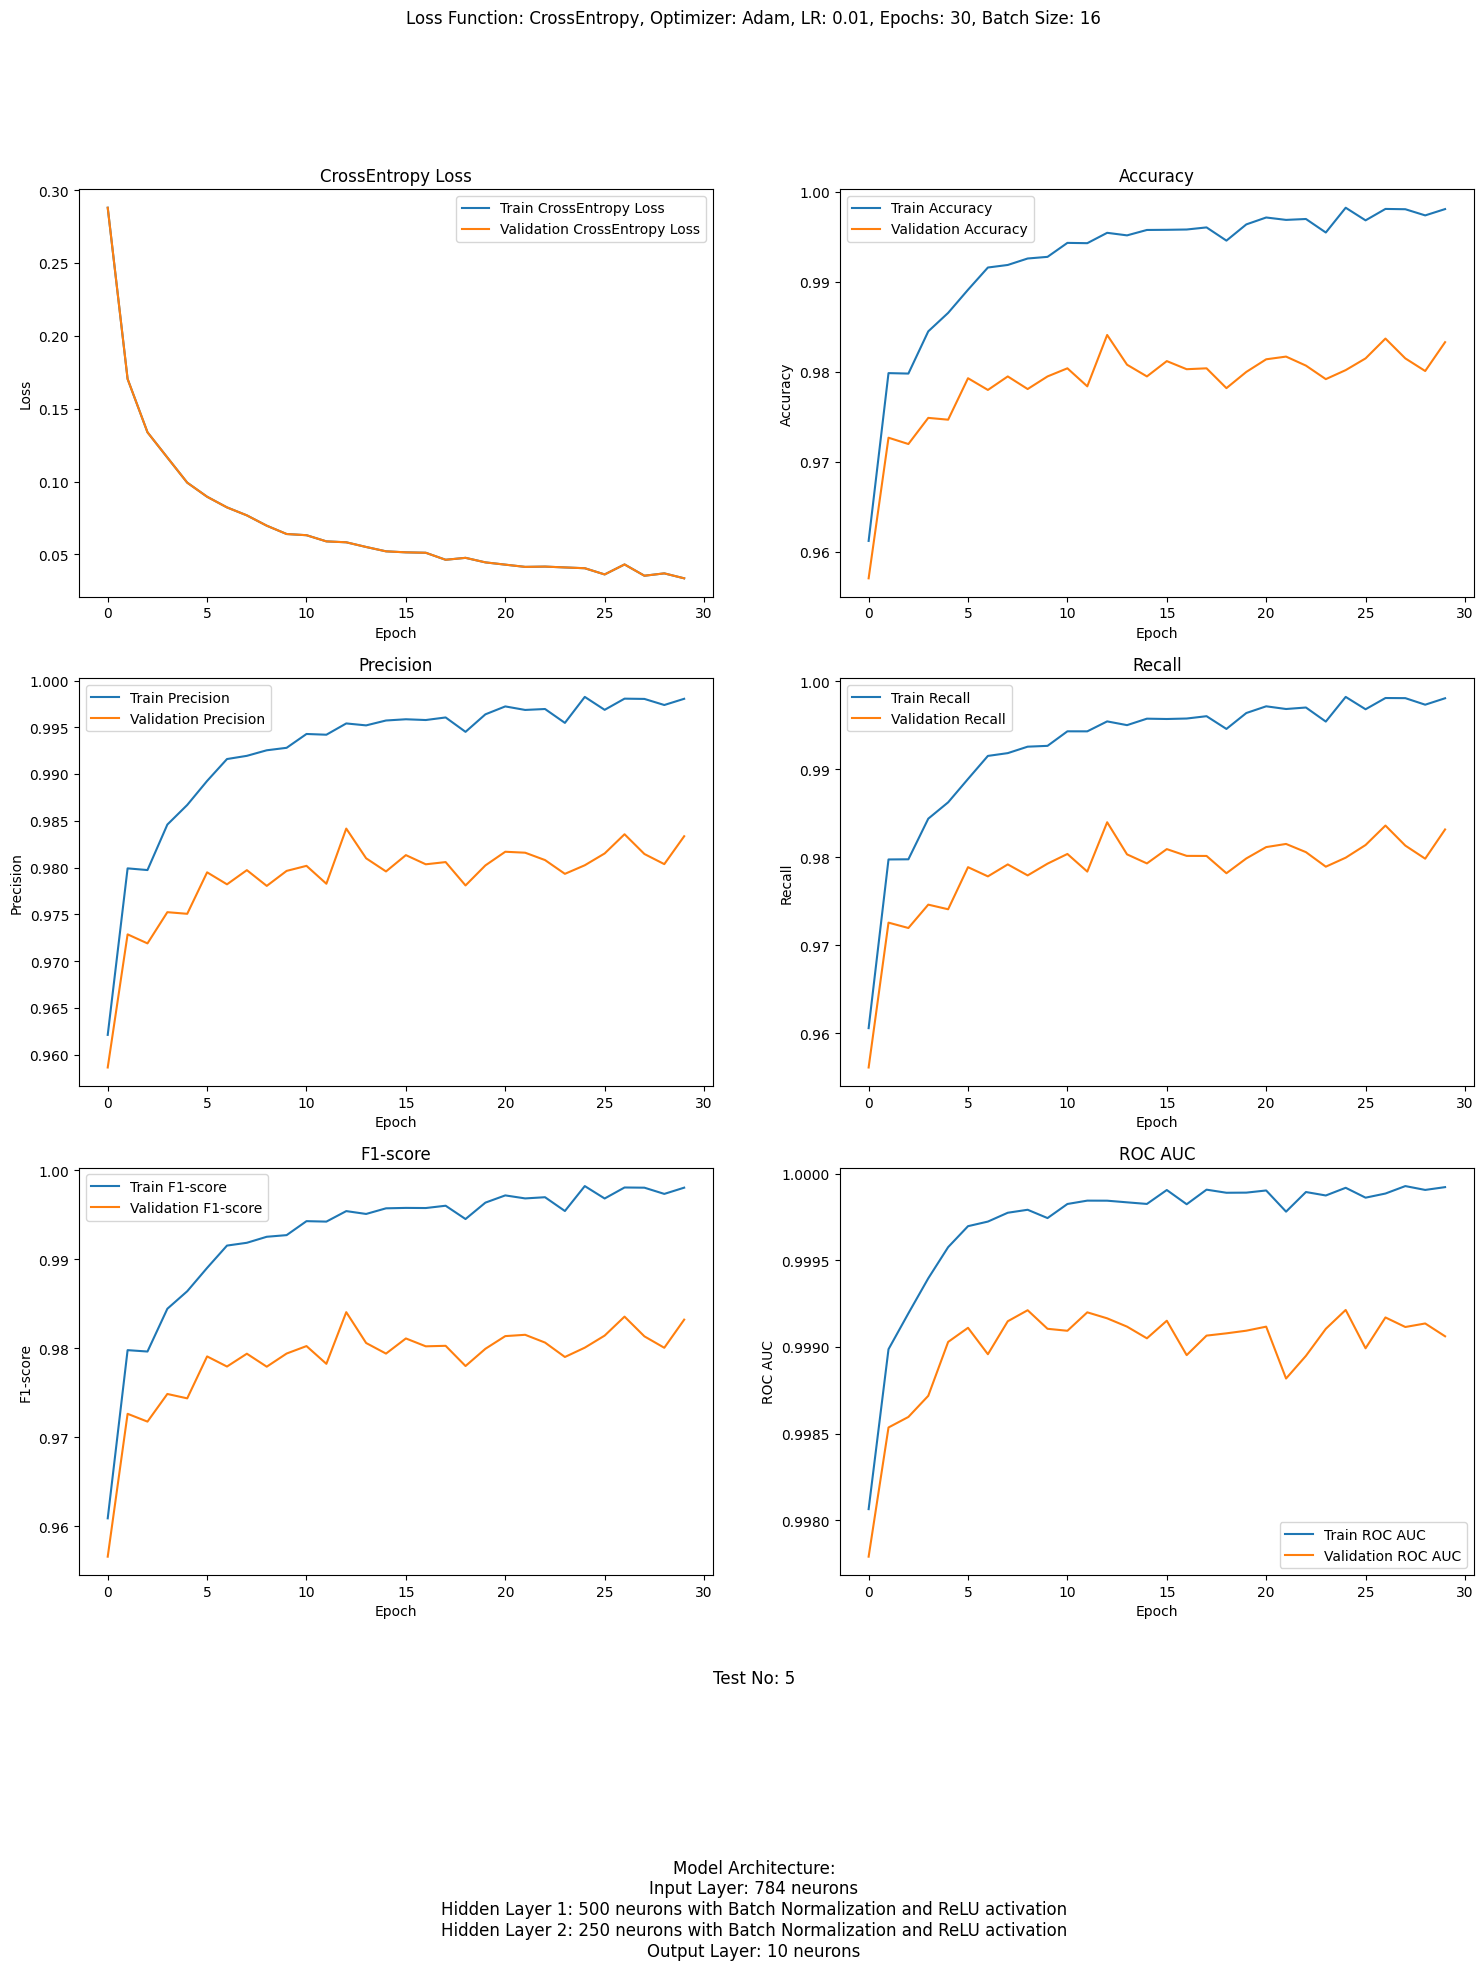 Loss Function: CrossEntropy, Optimizer: Adam, LR: 0.01, Epochs: 30, Batch Size: 16
CrossEntropy Loss
Train CrossEntropy Loss
Validation CrossEntropy Loss
0.30
0.25
0.20
0.15
0.10
0.05
Loss
0 5 10 15 20 25 30
Epoch
Accuracy
Train Accuracy
Validation Accuracy
1.00
0.99
0.98
0.97
0.96
Accuracy
0 5 10 15 20 25 30
Epoch
Precision
Train Precision
Validation Precision
1.000
0.995
0.990
0.985
0.980
0.975
0.970
0.965
0.960
Precision
0 5 10 15 20 25 30
Epoch
Recall
Train Recall
Validation Recall
1.00
0.99
0.98
0.97
0.96
Recall
0 5 10 15 20 25 30
Epoch
F1-score
Train F1-score
Validation F1-score
1.00
0.99
0.98
0.97
0.96
F1-score
0 5 10 15 20 25 30
Epoch
ROC AUC
1.0000
0.9995
0.9990
0.9985
0.9980
ROC AUC
Train ROC AUC
Validation ROC AUC
0 5 10 15 20 25 30
Epoch
Test No: 5
Model Architecture:
Input Layer: 784 neurons
Hidden Layer 1: 500 neurons with Batch Normalization and ReLU activation
Hidden Layer 2: 250 neurons with Batch Normalization and ReLU activation
Output Layer: 10 neurons